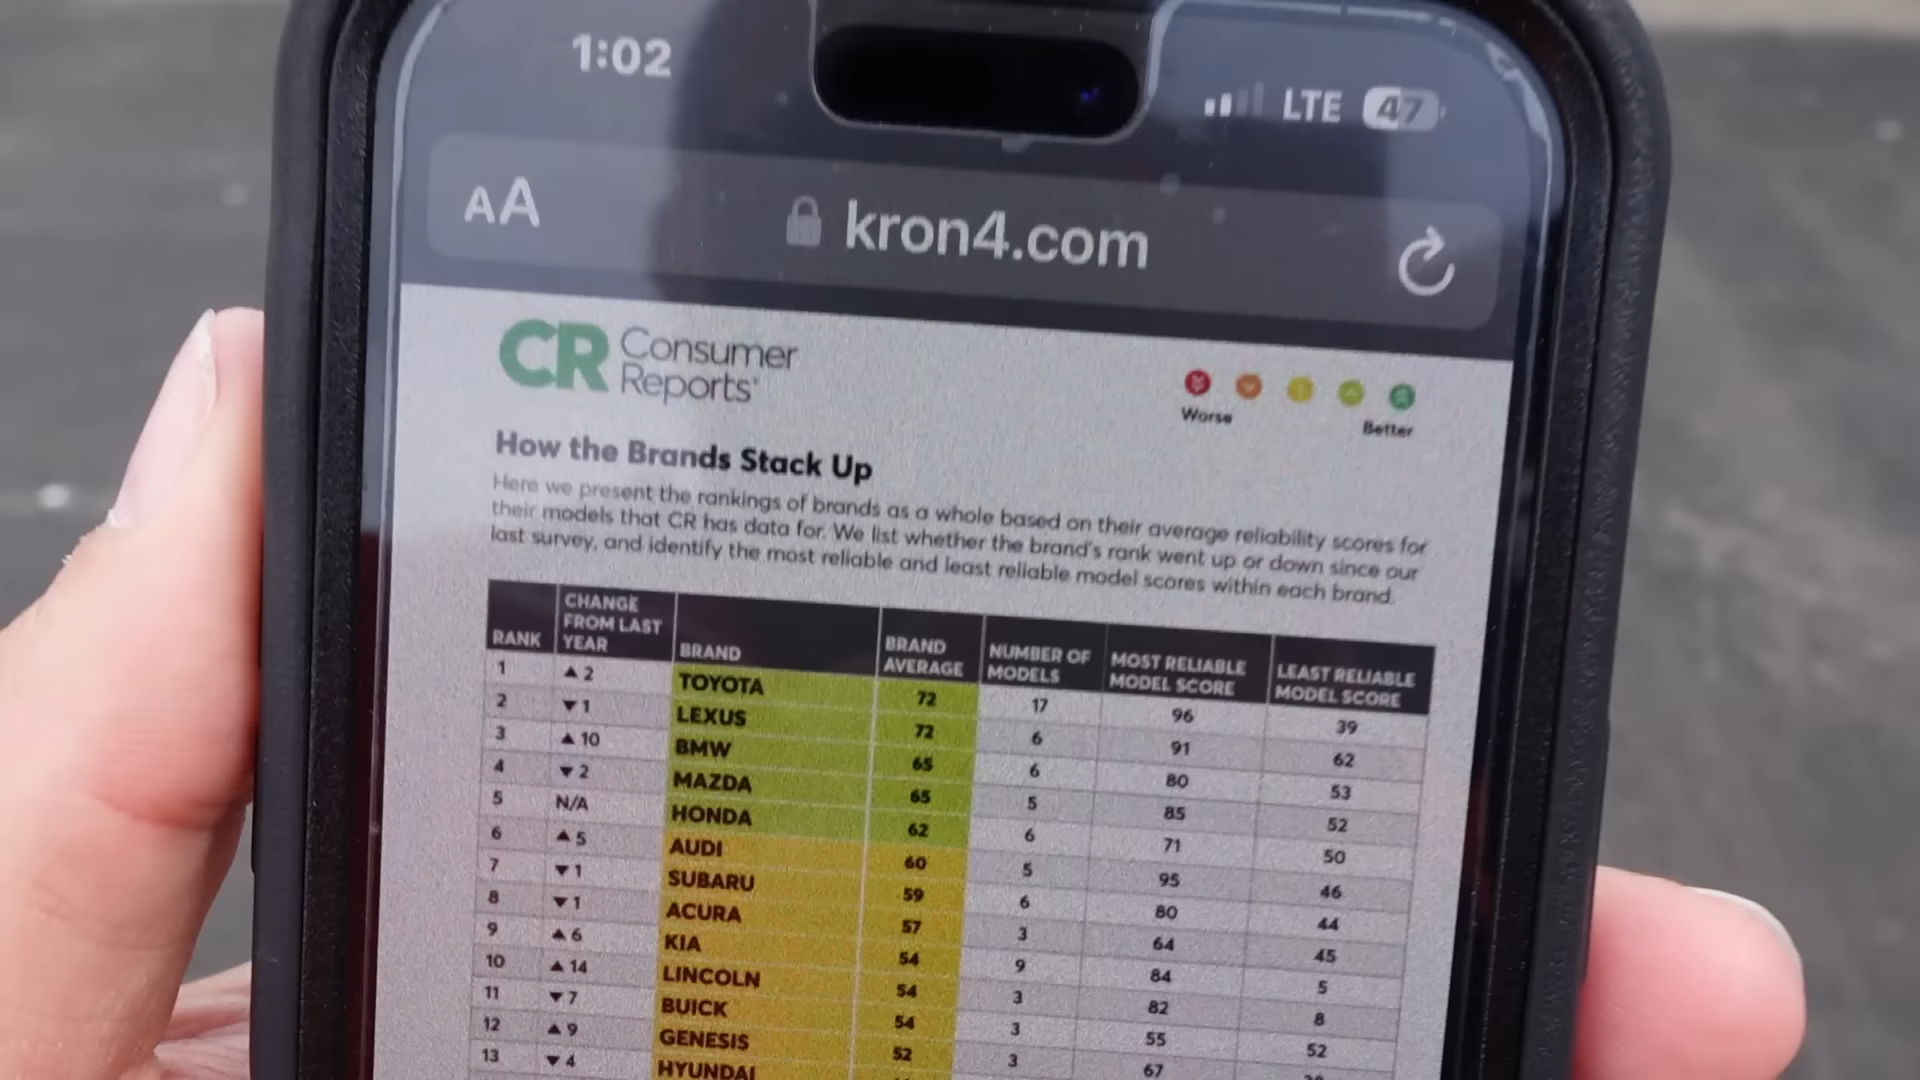 1:02
LTE 47
AA kron4.com
CR Consumer Reports
Worse Better
How the Brands Stack Up
Here we present the rankings of brands as a whole based on their average reliability scores for
their models that CR has data for. We list whether the brand's rank went up or down since our
last survey, and identify the most reliable and least reliable model scores within each brand.
RANK CHANGE FROM LAST YEAR BRAND BRAND AVERAGE NUMBER OF MODELS MOST RELIABLE MODEL SCORE LEAST RELIABLE MODEL SCORE
1 ▲ 2 TOYOTA 72 17 96 39
2 ▼ 1 LEXUS 72 6 91 62
3 ▲ 10 BMW 65 6 80 53
4 ▼ 2 MAZDA 65 5 85 52
5 N/A HONDA 62 6 71 50
6 ▲ 5 AUDI 60 5 95 46
7 ▼ 1 SUBARU 59 6 80 44
8 ▼ 1 ACURA 57 3 64 45
9 ▲ 6 KIA 54 9 84 5
10 ▲ 14 LINCOLN 54 3 82 8
11 ▼ 7 BUICK 54 3 55 52
12 ▲ 9 GENESIS 52 3 67
13 ▼ 4 HYUNDAI